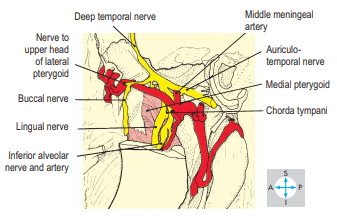 Deep temporal nerve
Middle meningeal
artery
Nerve to
upper head
of lateral
pterygoid
Auriculo-
temporal nerve
Medial pterygoid
Buccal nerve
Chorda tympani
Lingual nerve
Inferior alveolar
nerve and artery
S
A
P
I